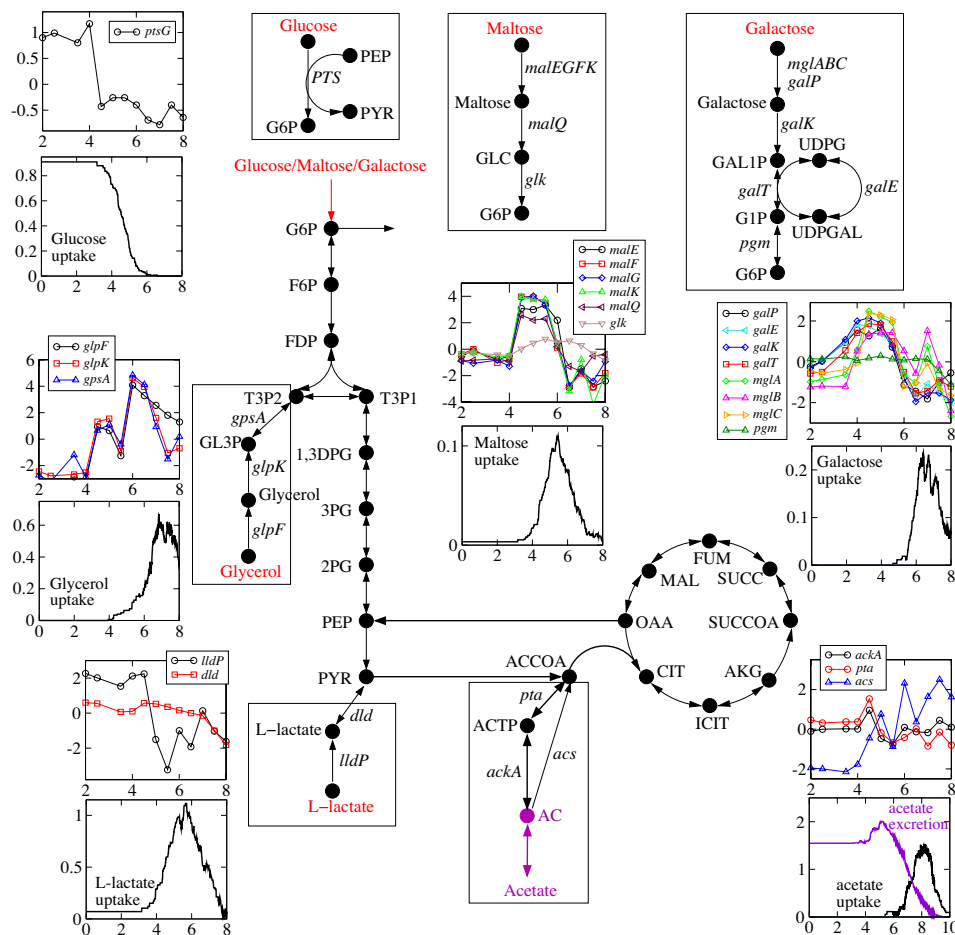 ptsG
1
0.5
0
-0.5
2 4 6 8
0.8
0.6
0.4
0.2
0
Glucose
uptake
0 2 4 6 8
Glucose
PEP
PTS
PYR
G6P
Maltose
malEGFK
Maltose
malQ
GLC
glk
G6P
Galactose
mglABC
galP
Galactose
galK
GAL1P
UDPG
galT
galE
G1P
UDPGAL
pgm
G6P
Glucose/Maltose/Galactose
G6P
F6P
FDP
T3P2
T3P1
gpsA
GL3P
1,3DPG
glpK
Glycerol
3PG
glpF
2PG
Glycerol
PEP
PYR
dld
L−lactate
lldP
L−lactate
malE
malF
malG
malK
malQ
glk
4
2
0
-2
-4
2 4 6 8
Maltose
uptake
0.1
0
0 2 4 6 8
galP
galE
galK
galT
mglA
mglB
mglC
pgm
2
0
-2
2 4 6 8
Galactose
uptake
0.2
0.1
0
0 2 4 6 8
glpF
glpK
gpsA
6
4
2
0
-2
2 4 6 8
0.6
0.4
0.2
0
Glycerol
uptake
0 2 4 6 8
lldP
dld
2
0
-2
2 4 6 8
1
0.5
0
L-lactate
uptake
0 2 4 6 8
FUM
MAL
SUCC
OAA
SUCCOA
CIT
AKG
ICIT
ACCOA
pta
ACTP
ackA
acs
AC
Acetate
ackA
pta
acs
2
0
-2
2 4 6 8
acetate
excretion
2
1
0
acetate
uptake
0 2 4 6 8 10